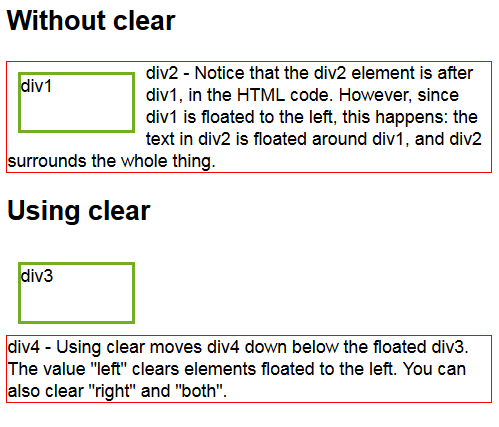 Without clear
div1
div2 - Notice that the div2 element is after
div1, in the HTML code. However, since
div1 is floated to the left, this happens: the
text in div2 is floated around div1, and div2
surrounds the whole thing.
Using clear
div3
div4 - Using clear moves div4 down below the floated div3.
The value "left" clears elements floated to the left. You can
also clear "right" and "both".